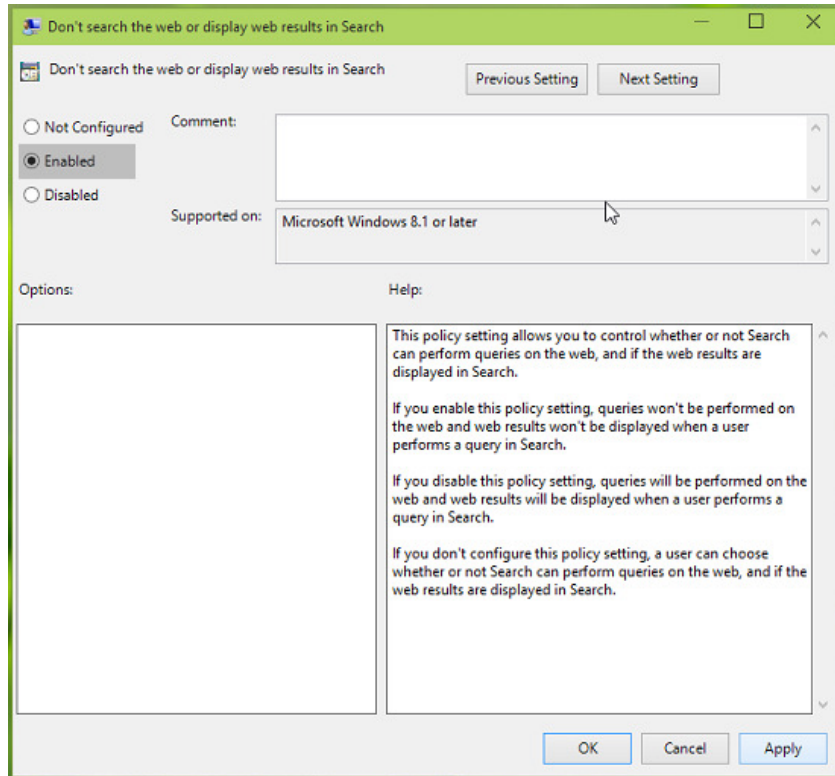 Don't search the web or display web results in Search
Don't search the web or display web results in Search
Previous Setting
Next Setting
Not Configured
Comment:
Enabled
Disabled
Supported on:
Microsoft Windows 8.1 or later
Options:
Help:
This policy setting allows you to control whether or not Search
can perform queries on the web, and if the web results are
displayed in Search.
If you enable this policy setting, queries won't be performed on
the web and web results won't be displayed when a user
performs a query in Search.
If you disable this policy setting, queries will be performed on the
web and web results will be displayed when a user performs a
query in Search.
If you don't configure this policy setting, a user can choose
whether or not Search can perform queries on the web, and if the
web results are displayed in Search.
OK
Cancel
Apply